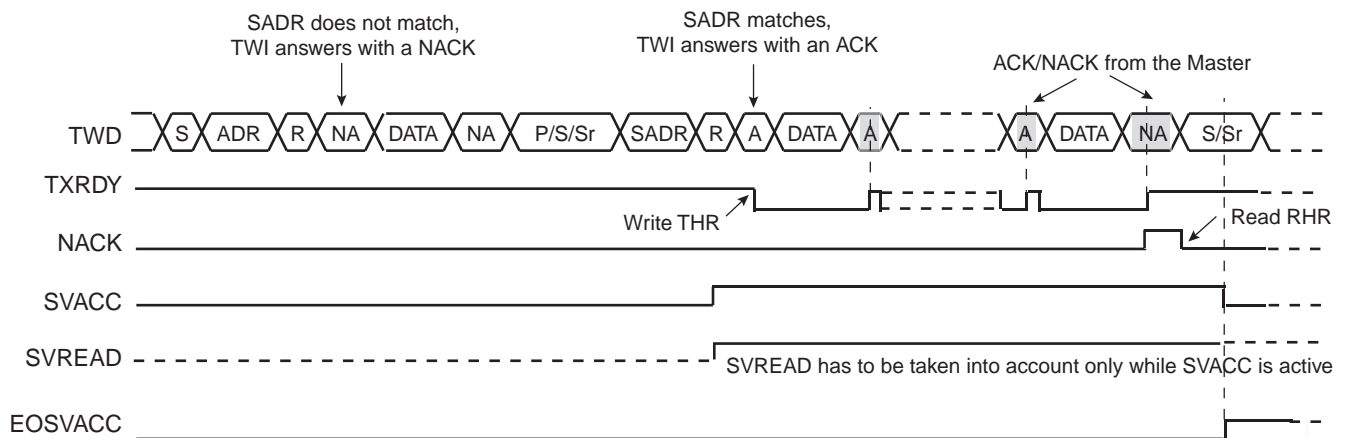 SADR does not match,
TWI answers with a NACK
SADR matches,
TWI answers with an ACK
ACK/NACK from the Master
TWD
S ADR R NA DATA NA P/S/Sr SADR R A DATA A A DATA NA S/Sr
TXRDY
Write THR
Read RHR
NACK
SVACC
SVREAD
SVREAD has to be taken into account only while SVACC is active
EOSVACC